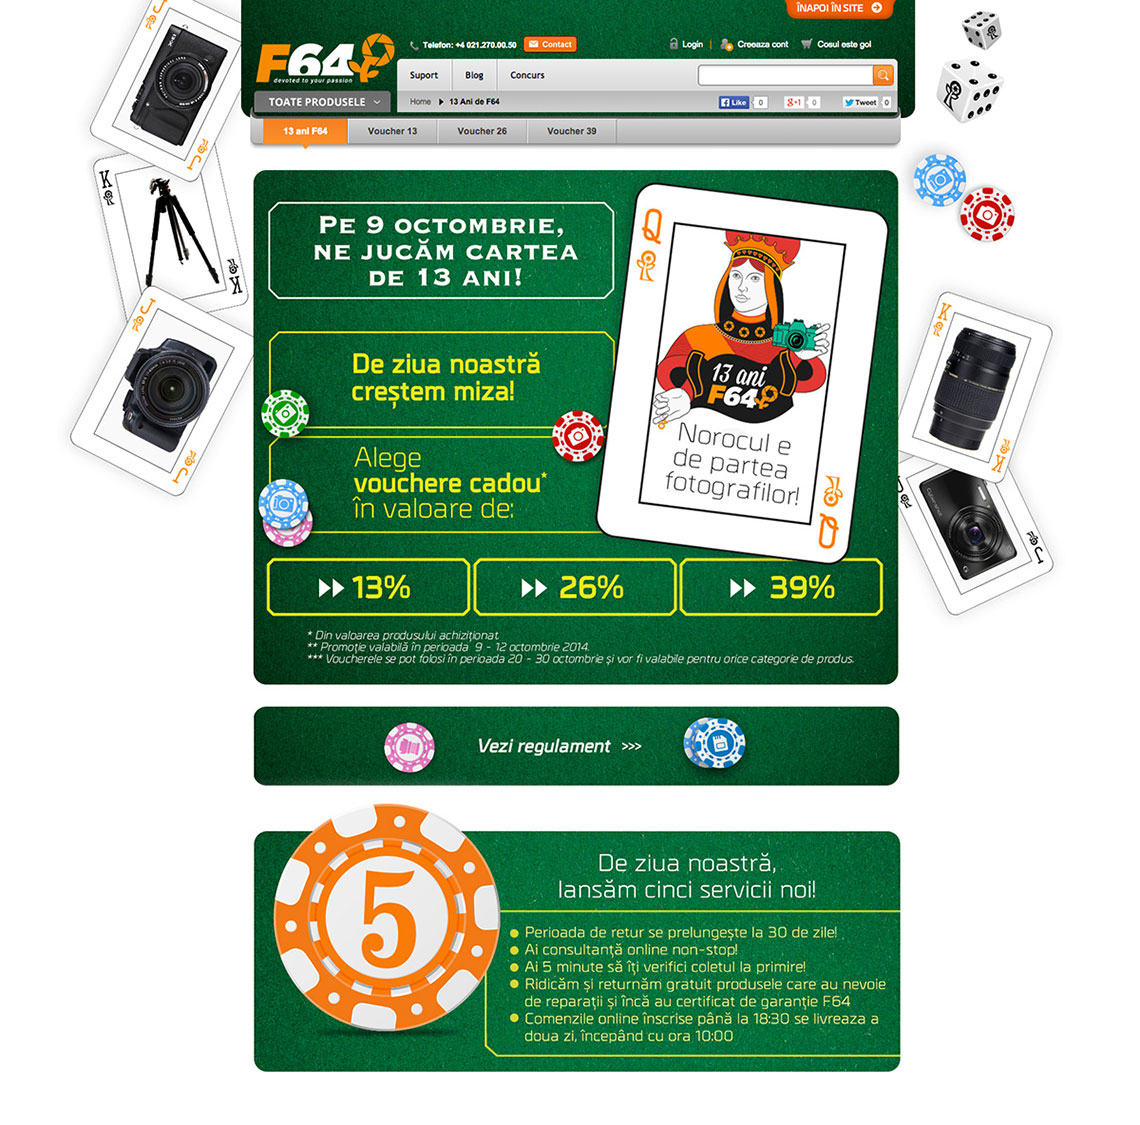 ÎNAPOI ÎN SITE
F64
devoted to your passion
Telefon: +4 021.270.00.50
Contact
Login | Creeaza cont
Cosul este gol
Suport
Blog
Concurs
TOATE PRODUSELE
Home
13 Ani de F64
Like 0
+1 0
Tweet 0
13 ani F64
Voucher 13
Voucher 26
Voucher 39
PE 9 OCTOMBRIE,
NE JUCĂM CARTEA
DE 13 ANI!
De ziua noastră
creștem miza!
Alege
vouchere cadou*
în valoare de:
Q
13 ani
F64
Norocul e
de partea
fotografilor!
Q
13%
26%
39%
* Din valoarea produsului achiziționat.
** Promoție valabilă în perioada 9 - 12 octombrie 2014.
*** Voucherele se pot folosi în perioada 20 - 30 octombrie și vor fi valabile pentru orice categorie de produs.
Vezi regulament >>>
5
De ziua noastră,
lansăm cinci servicii noi!
Perioada de retur se prelungește la 30 de zile!
Ai consultanță online non-stop!
Ai 5 minute să îți verifici coletul la primire!
Ridicăm și returnăm gratuit produsele care au nevoie
de reparații și încă au certificat de garanție F64
Comenzile online înscrise până la 18:30 se livreaza a
doua zi, începând cu ora 10:00
J
J
K
K
J
J
K
K
J